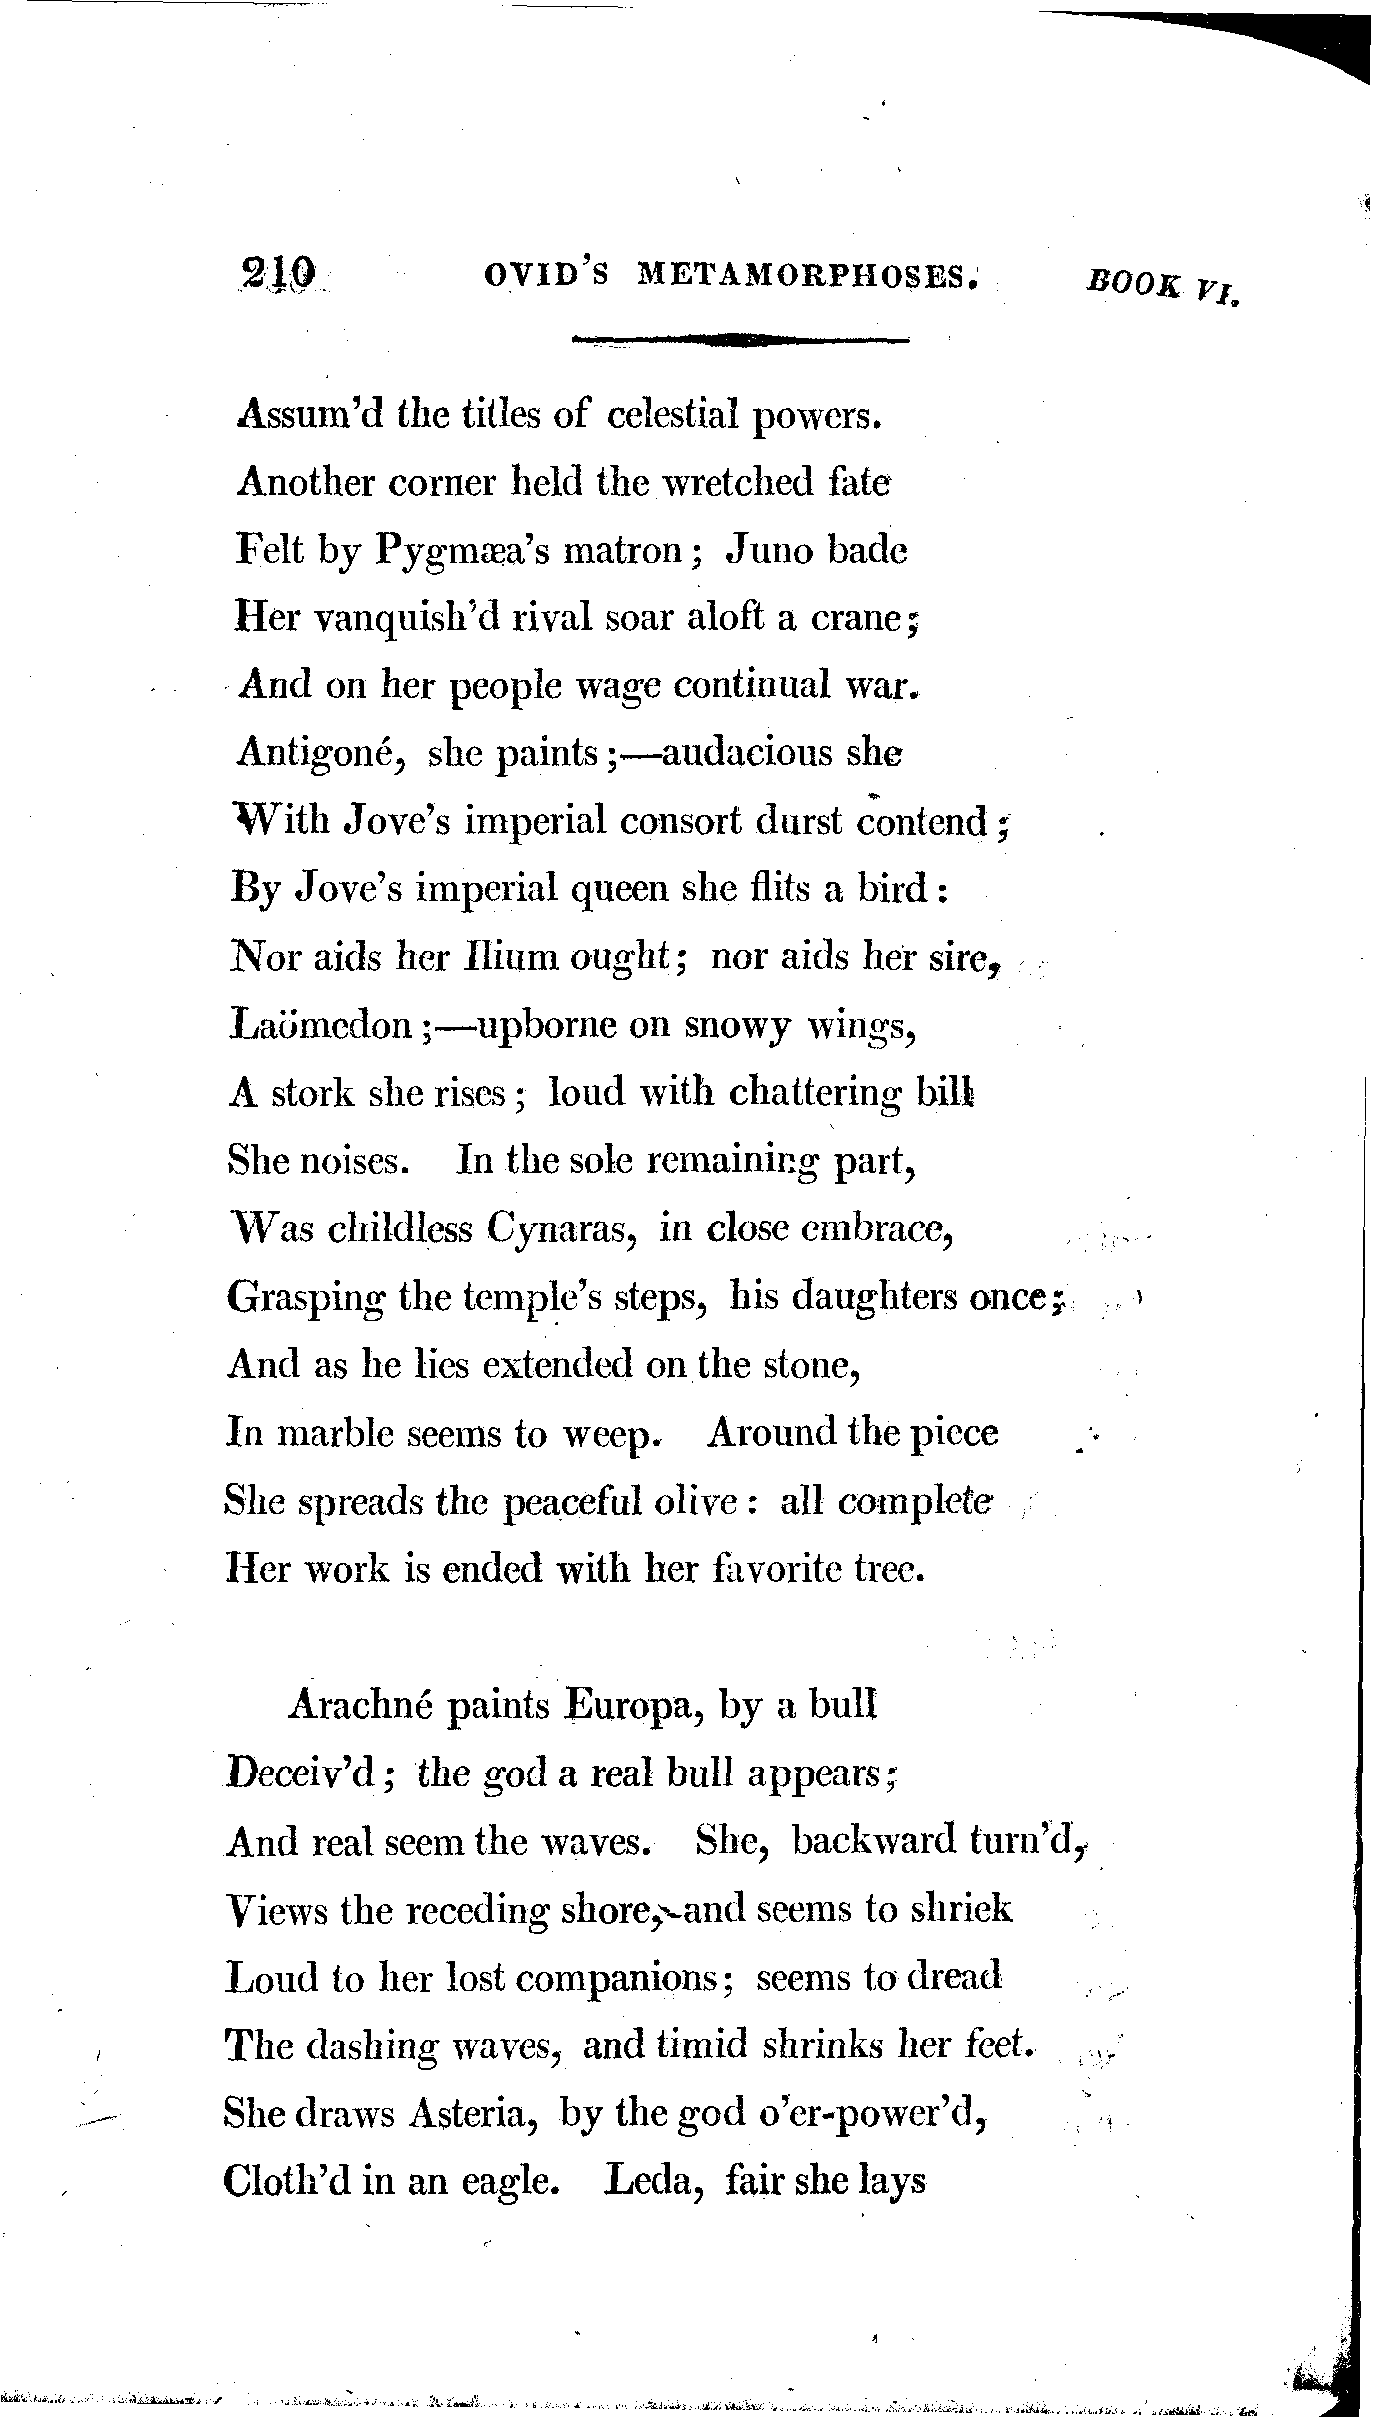 210 OVID'S METAMORPHOSES. BOOK VI.
Assum'd the titles of celestial powers.
Another corner held the wretched fate
Felt by Pygmæa's matron; Juno bade
Her vanquish'd rival soar aloft a crane;
And on her people wage continual war.
Antigoné, she paints;—audacious she
With Jove's imperial consort durst contend;
By Jove's imperial queen she flits a bird:
Nor aids her Ilium ought; nor aids her sire,
Laömedon;—upborne on snowy wings,
A stork she rises; loud with chattering bill
She noises. In the sole remaining part,
Was childless Cynaras, in close embrace,
Grasping the temple's steps, his daughters once;
And as he lies extended on the stone,
In marble seems to weep. Around the piece
She spreads the peaceful olive: all complete
Her work is ended with her favorite tree.
Arachné paints Europa, by a bull
Deceiv'd; the god a real bull appears;
And real seem the waves. She, backward turn'd,
Views the receding shore, and seems to shriek
Loud to her lost companions; seems to dread
The dashing waves, and timid shrinks her feet.
She draws Asteria, by the god o'er-power'd,
Cloth'd in an eagle. Leda, fair she lays